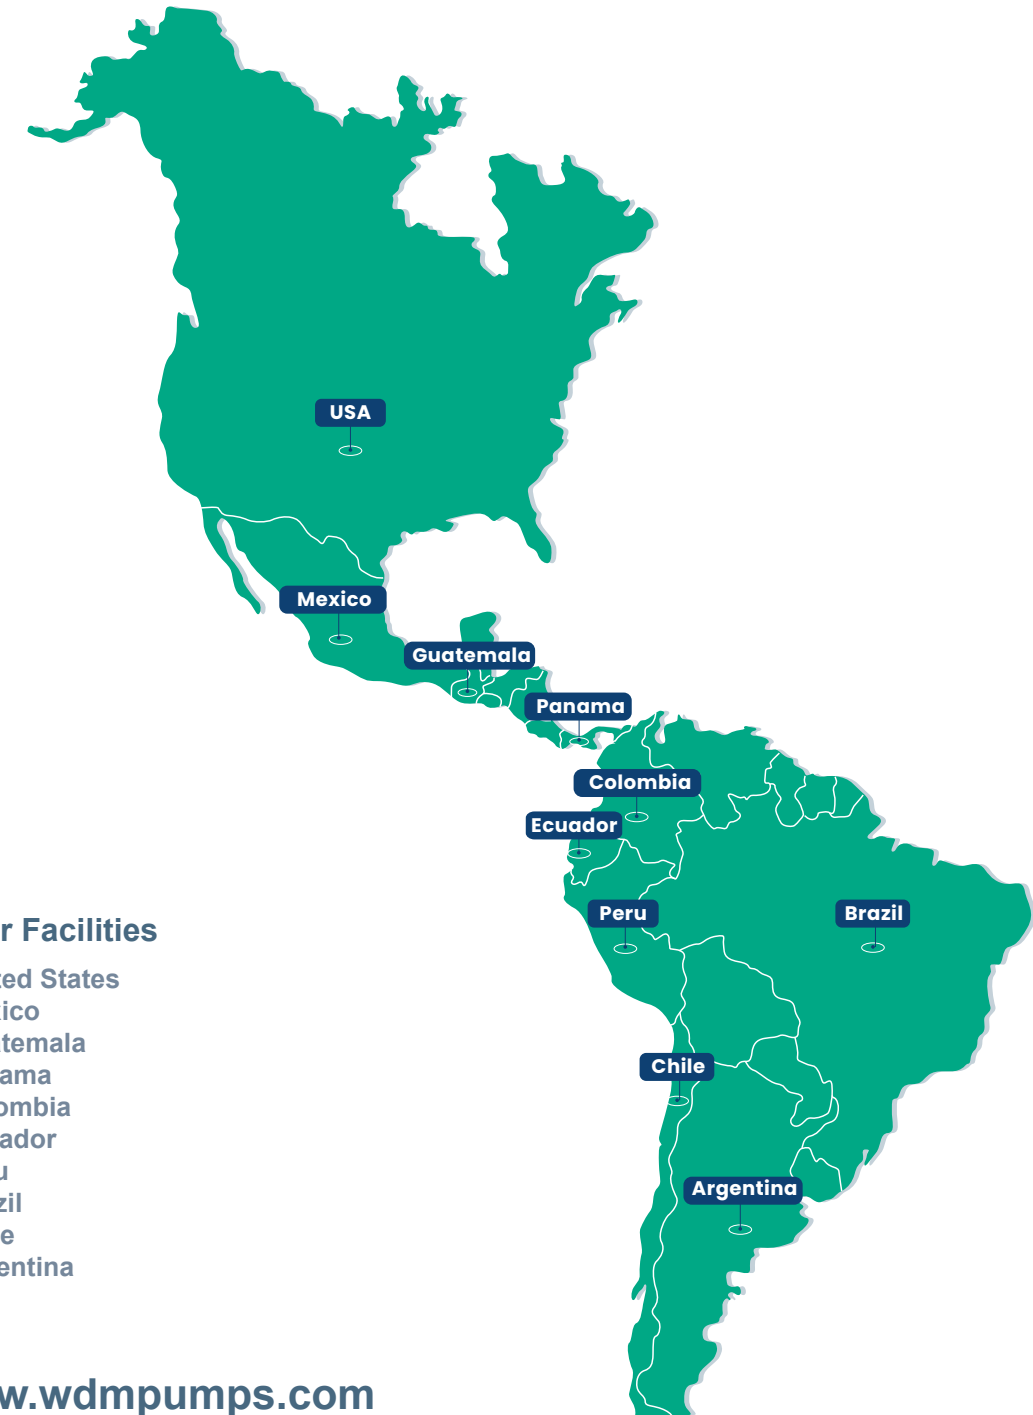 USA
Mexico
Guatemala
Panama
Colombia
Ecuador
Peru
Brazil
Chile
Argentina
r Facilities
ted States
ico
temala
ama
ombia
ador
u
zil
e
entina
w.wdmpumps.com